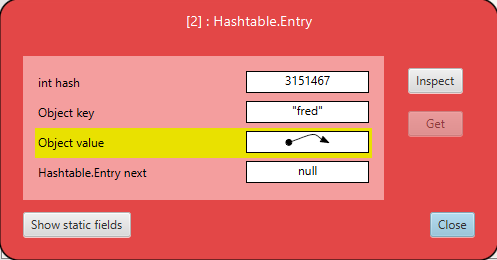 [2] : Hashtable.Entry
int hash 3151467
Inspect
Object key "fred"
Get
Object value
Hashtable.Entry next null
Show static fields
Close